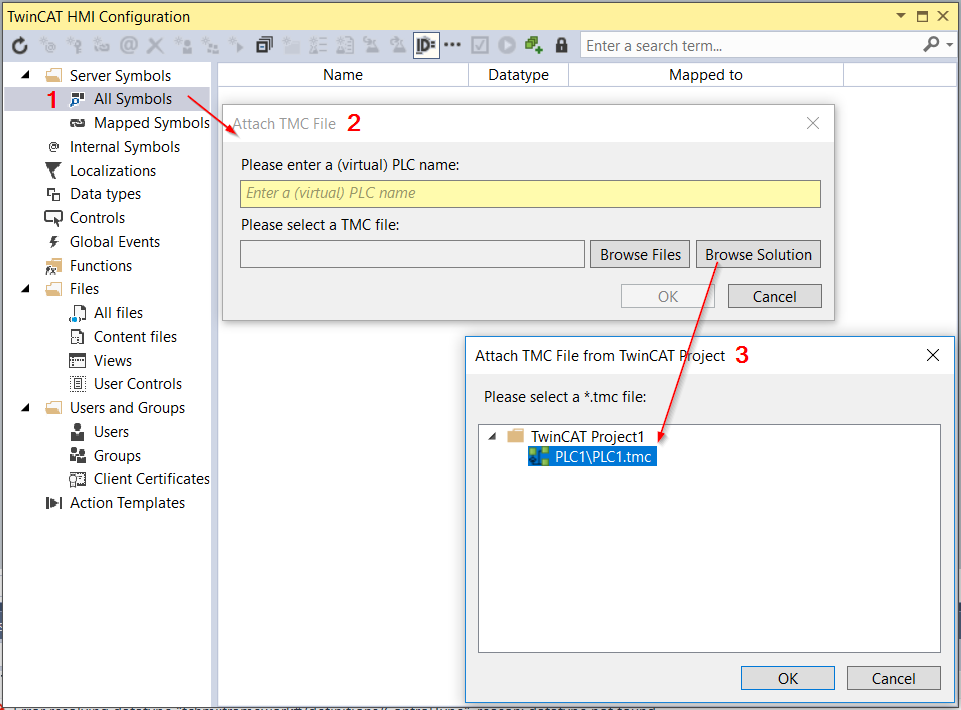 TwinCAT HMI Configuration
Enter a search term...
Server Symbols
Name
Datatype
Mapped to
1
All Symbols
Mapped Symbols
Internal Symbols
Localizations
Data types
Controls
Global Events
Functions
Files
All files
Content files
Views
User Controls
Users and Groups
Users
Groups
Client Certificates
Action Templates
Attach TMC File 2
Please enter a (virtual) PLC name:
Enter a (virtual) PLC name
Please select a TMC file:
Browse Files
Browse Solution
OK
Cancel
Attach TMC File from TwinCAT Project 3
Please select a *.tmc file:
TwinCAT Project1
PLC1\PLC1.tmc
OK
Cancel